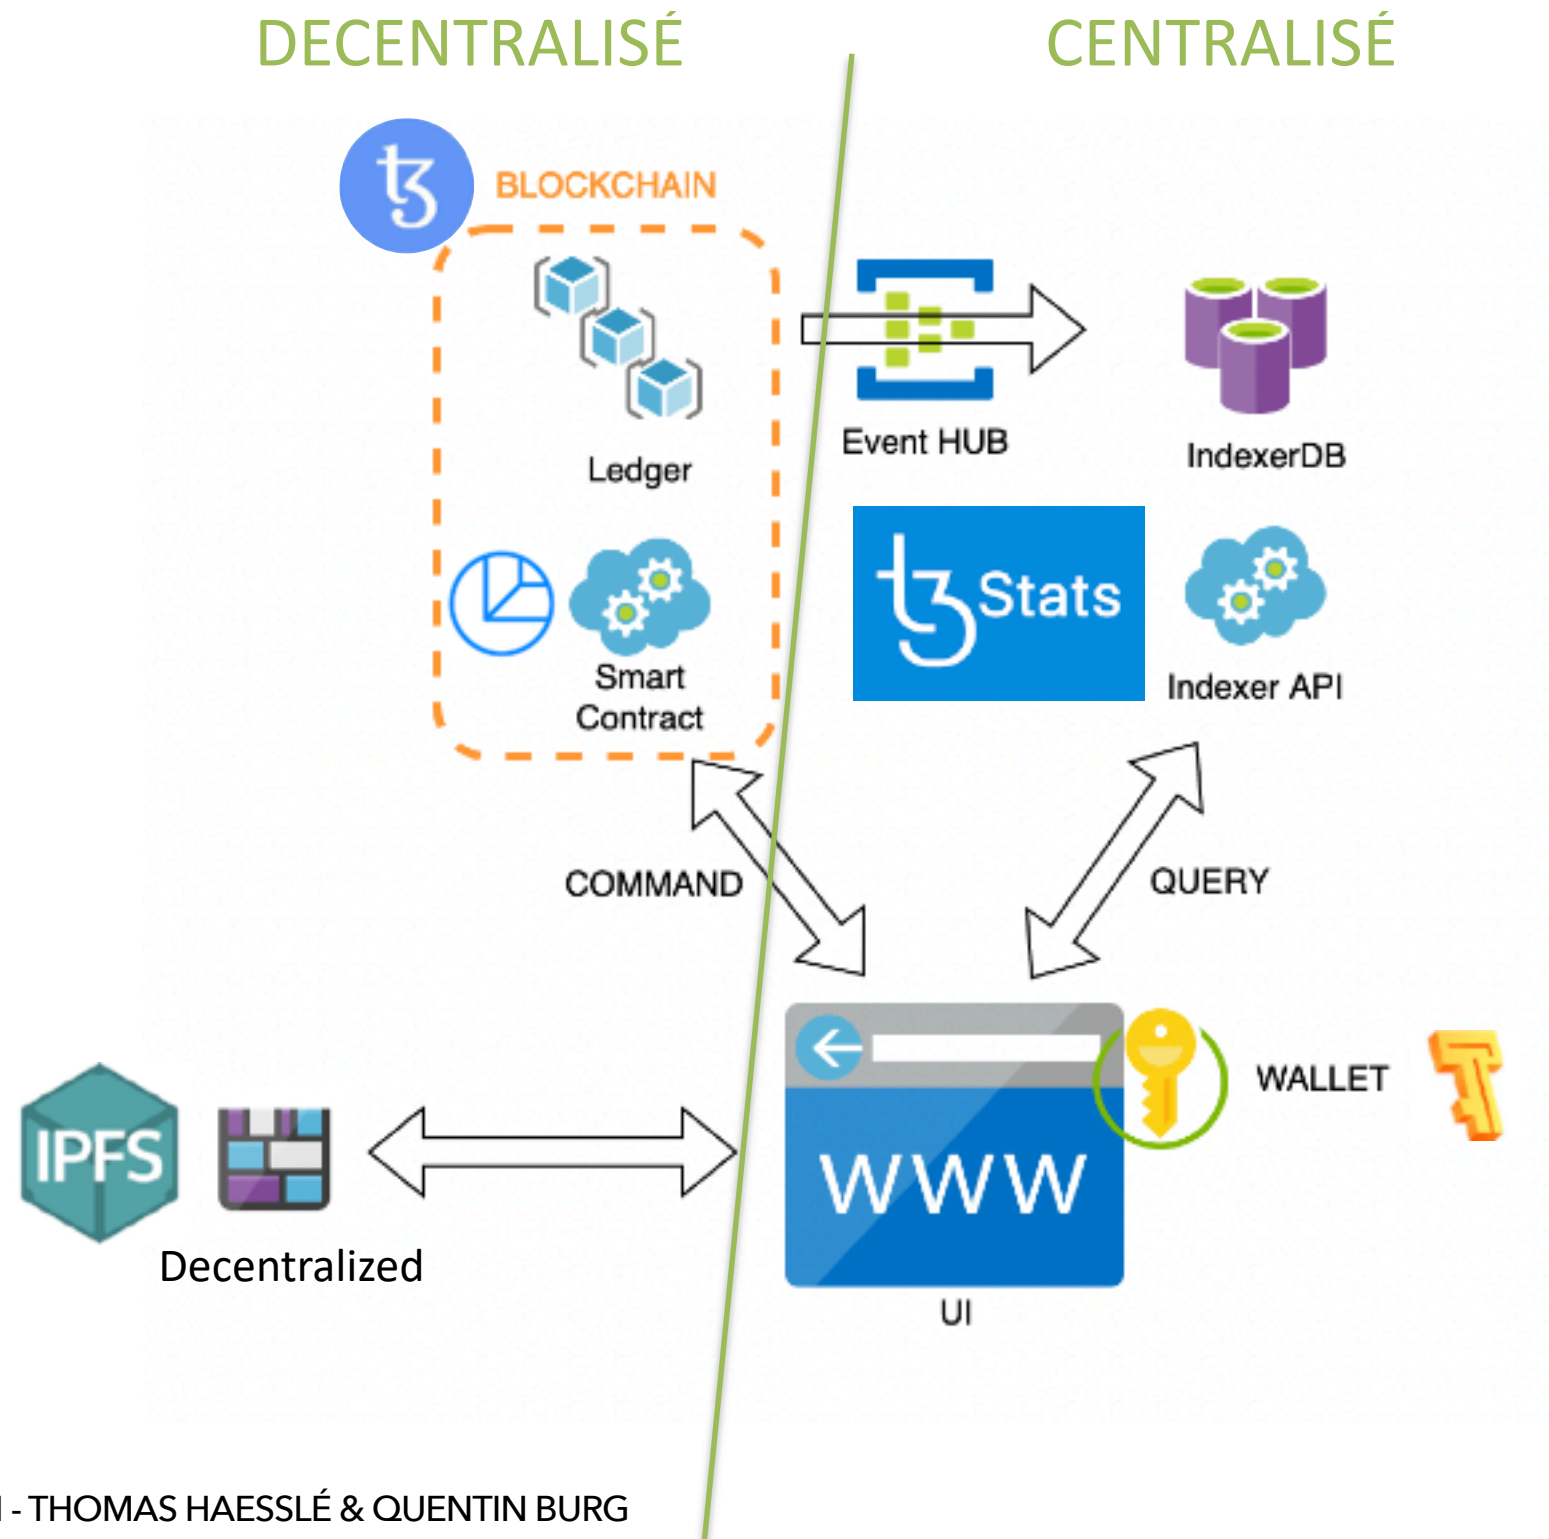 DECENTRALISÉ
CENTRALISÉ
BLOCKCHAIN
Ledger
Event HUB
IndexerDB
Stats
Smart
Contract
Indexer API
COMMAND
QUERY
WALLET
IPFS
WWW
Decentralized
UI
- THOMAS HAESSLÉ & QUENTIN BURG